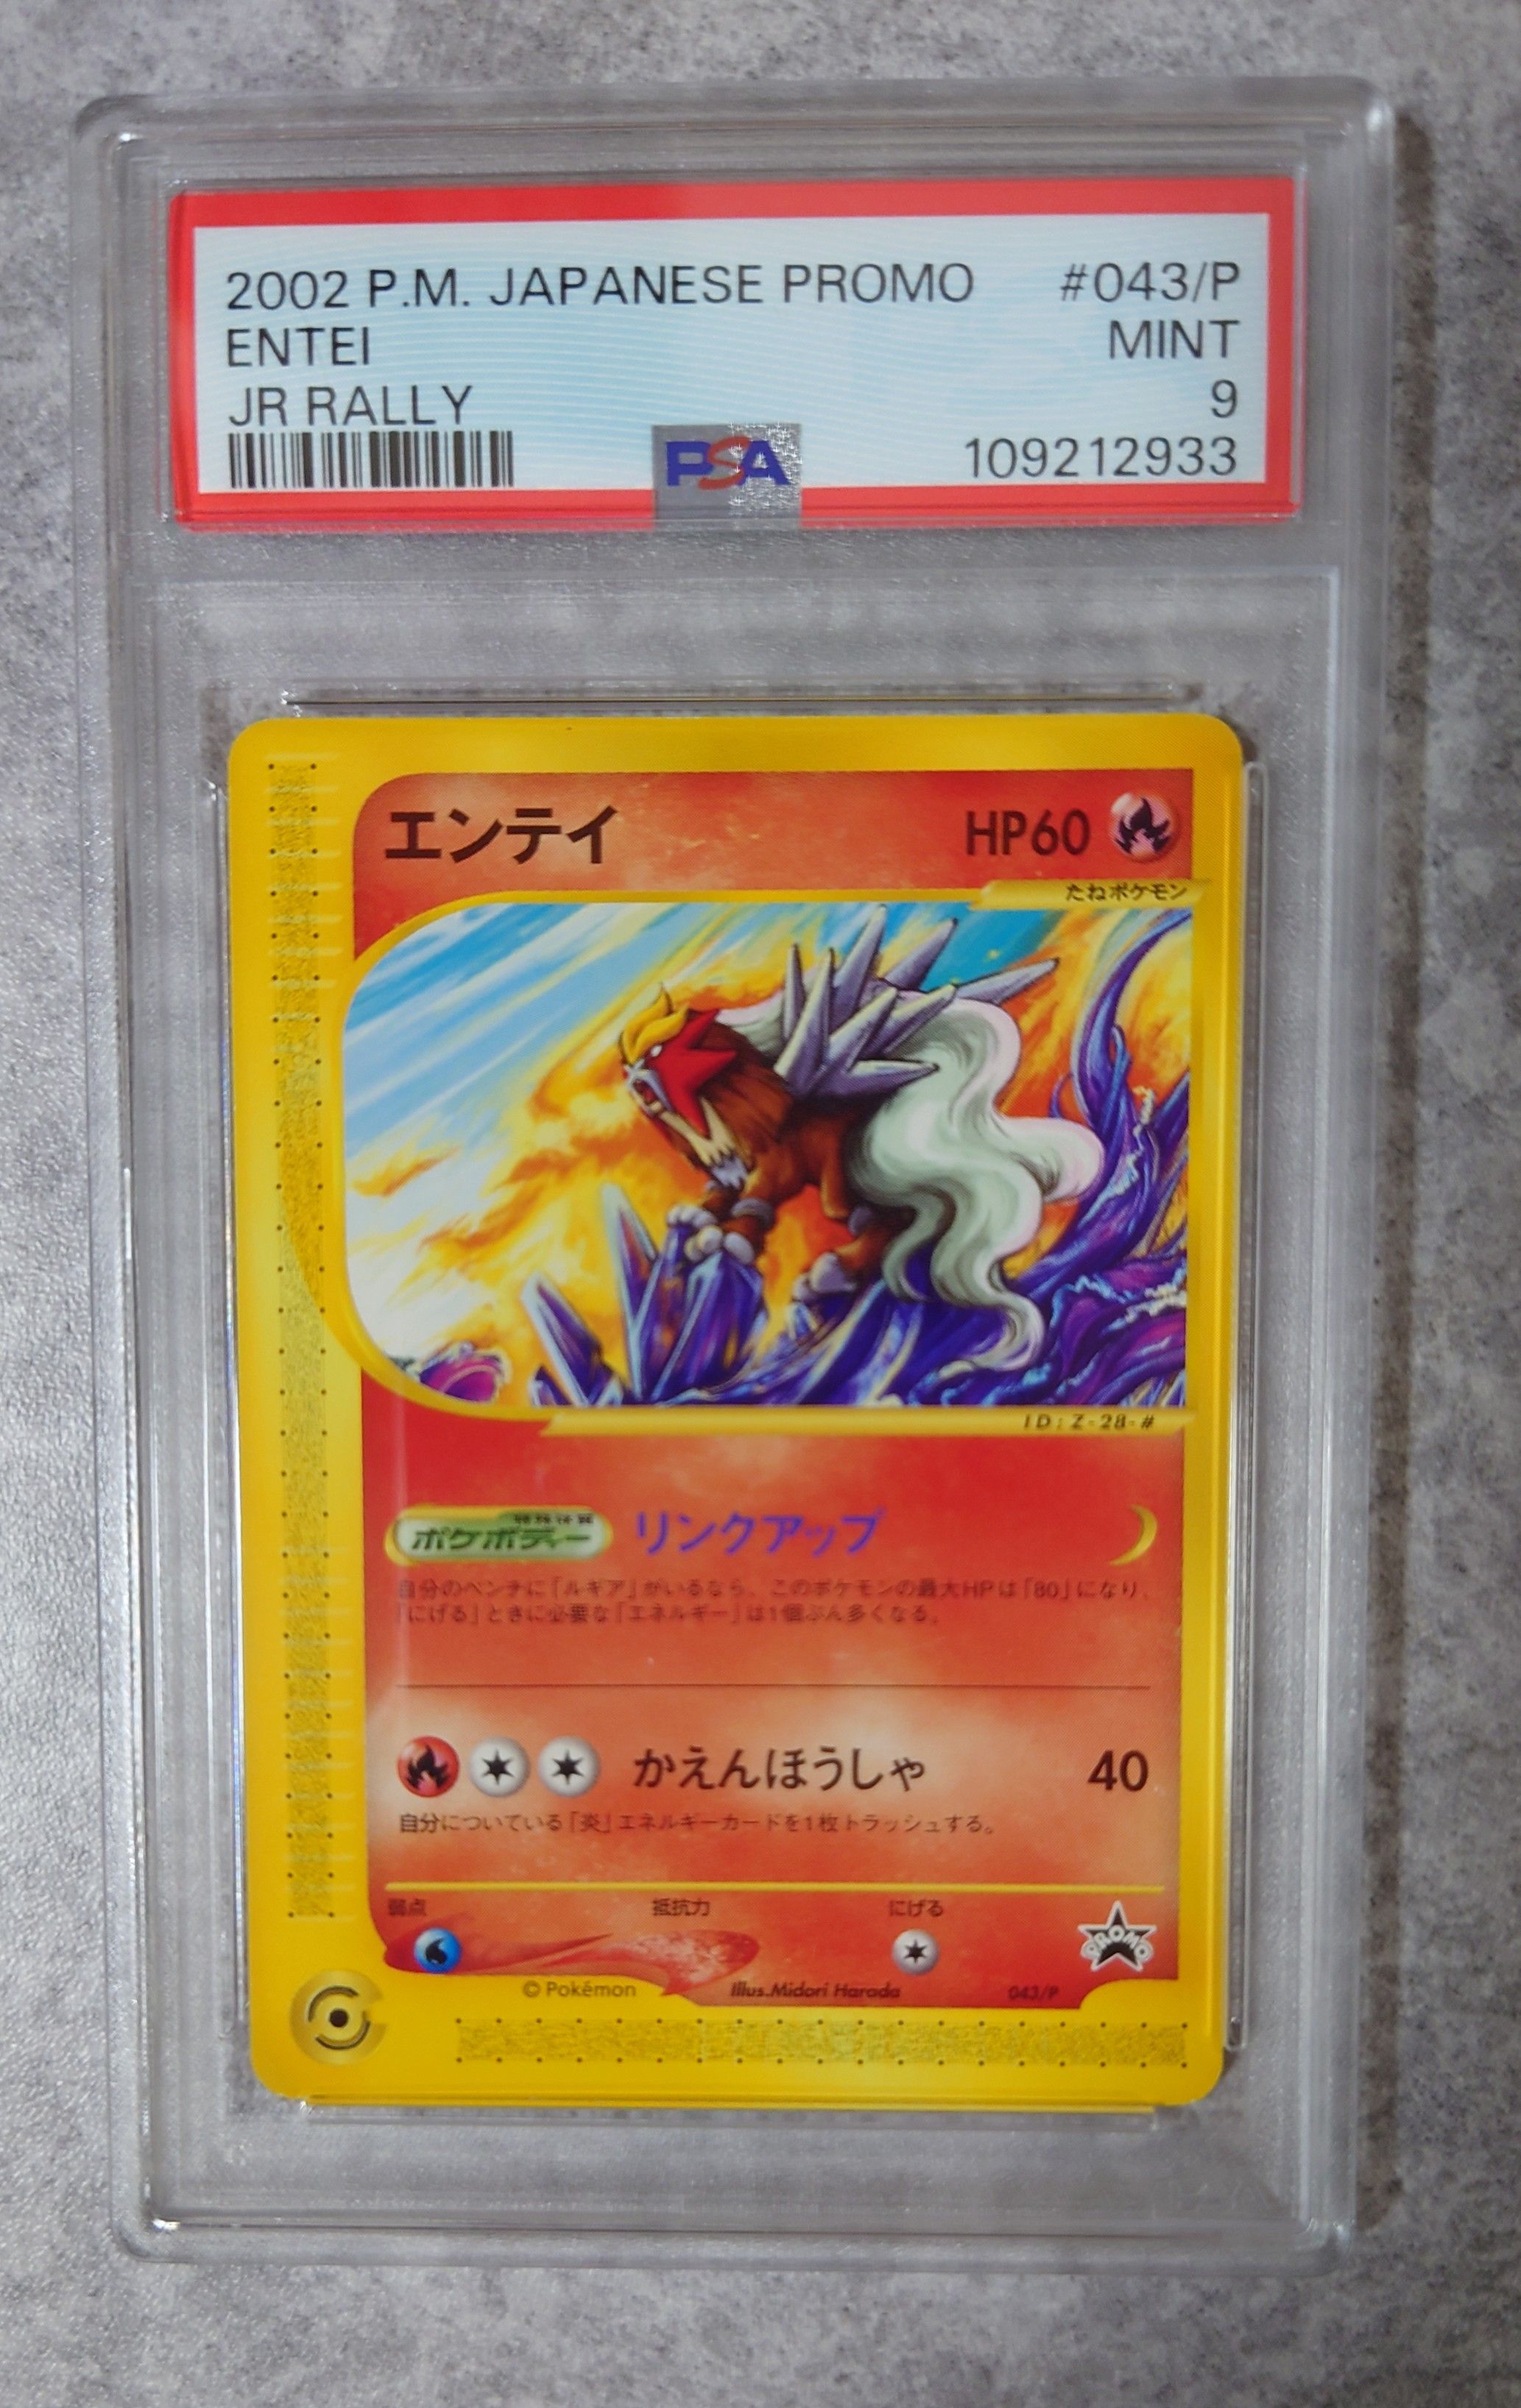 2002 P.M. JAPANESE PROMO #043/P
ENTEI MINT
JR RALLY 9
PSA 109212933
エンテイ HP60
たねポケモン
ID:Z-28-#
ポケボディー リンクアップ
自分のベンチに「ルギア」がいるなら、このポケモンの最大HPは「80」になり、
「にげる」ときに必要な「エネルギー」は1個ぶん多くなる。
かえんほうしゃ 40
自分についている「炎」エネルギーカードを1枚トラッシュする。
弱点 抵抗力 にげる
PROMO
© Pokémon Illus.Midori Harada 043/P